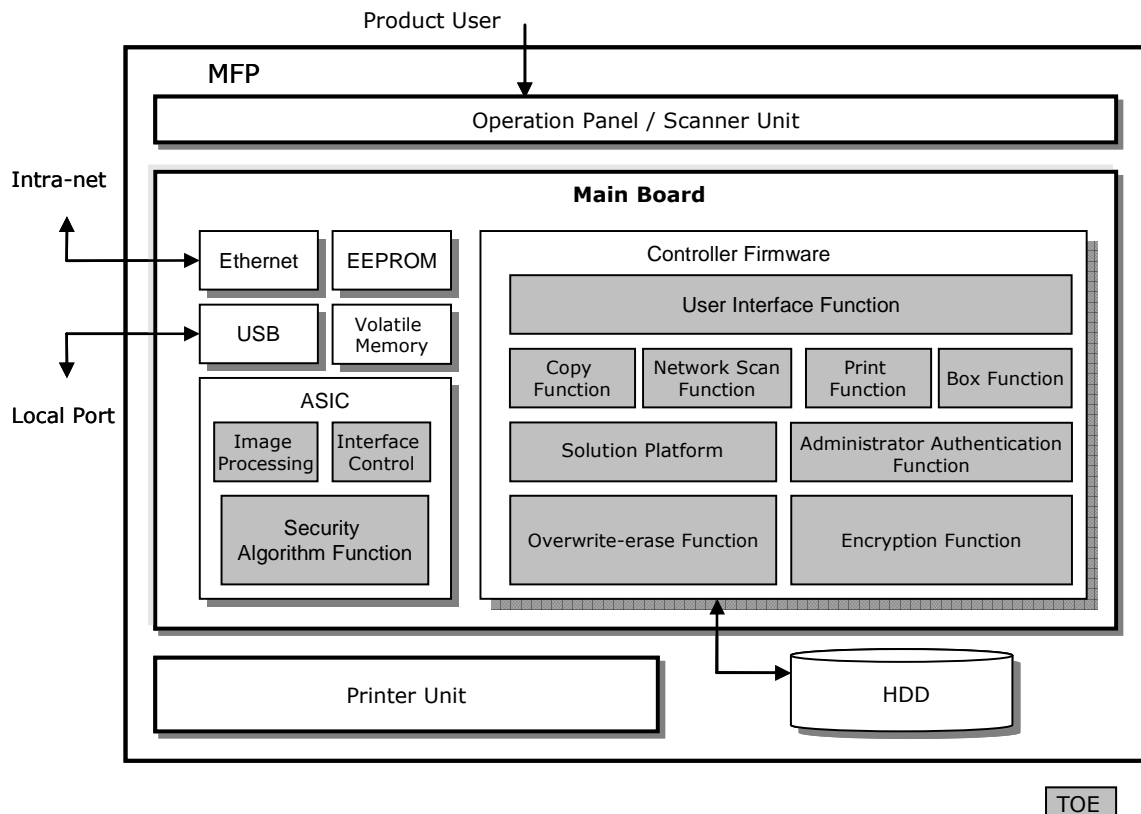 Product User
MFP
Operation Panel / Scanner Unit
Intra-net
Main Board
Ethernet
EEPROM
USB
Volatile
Memory
Local Port
ASIC
Image
Processing
Interface
Control
Security
Algorithm Function
Controller Firmware
User Interface Function
Copy
Function
Network Scan
Function
Print
Function
Box Function
Solution Platform
Administrator Authentication
Function
Overwrite-erase Function
Encryption Function
Printer Unit
HDD
TOE